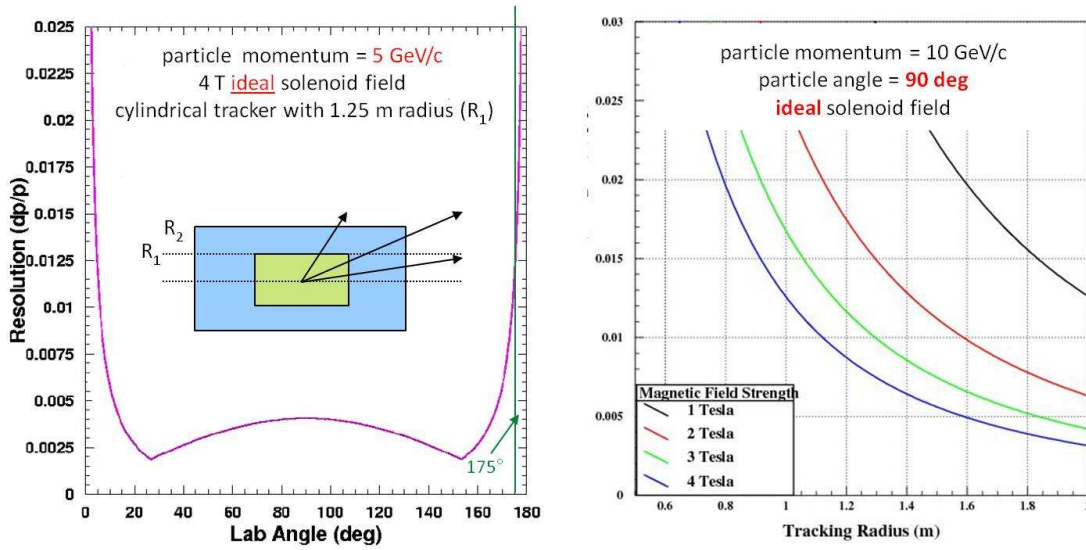 particle momentum = 5 GeV/c
4 T ideal solenoid field
cylindrical tracker with 1.25 m radius (R1)
0.025
0.0225
0.02
0.0175
0.015
0.0125
0.01
0.0075
0.005
0.0025
0
Resolution (dp/p)
R2
R1
175°
0 20 40 60 80 100 120 140 160 180
Lab Angle (deg)
particle momentum = 10 GeV/c
particle angle = 90 deg
ideal solenoid field
0.03
0.025
0.02
0.015
0.01
0.005
0
Magnetic Field Strength
1 Tesla
2 Tesla
3 Tesla
4 Tesla
0.6 0.8 1 1.2 1.4 1.6 1.8
Tracking Radius (m)